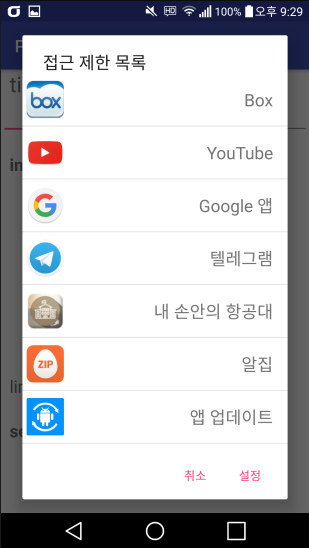 100% 오후 9:29
접근 제한 목록
box
Box
YouTube
Google 앱
텔레그램
내 손안의 항공대
ZIP
알집
앱 업데이트
취소 설정